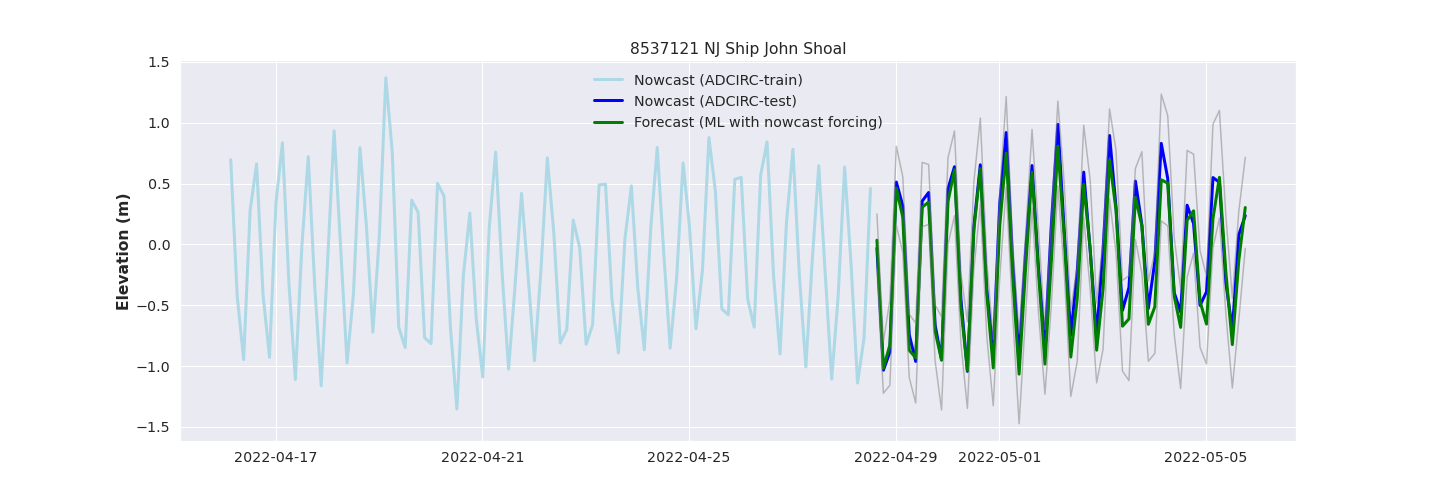 8537121 NJ Ship John Shoal
Nowcast (ADCIRC-train)
Nowcast (ADCIRC-test)
Forecast (ML with nowcast forcing)
Elevation (m)
1.5
1.0
0.5
0.0
−0.5
−1.0
−1.5
2022-04-17 2022-04-21 2022-04-25 2022-04-29 2022-05-01 2022-05-05